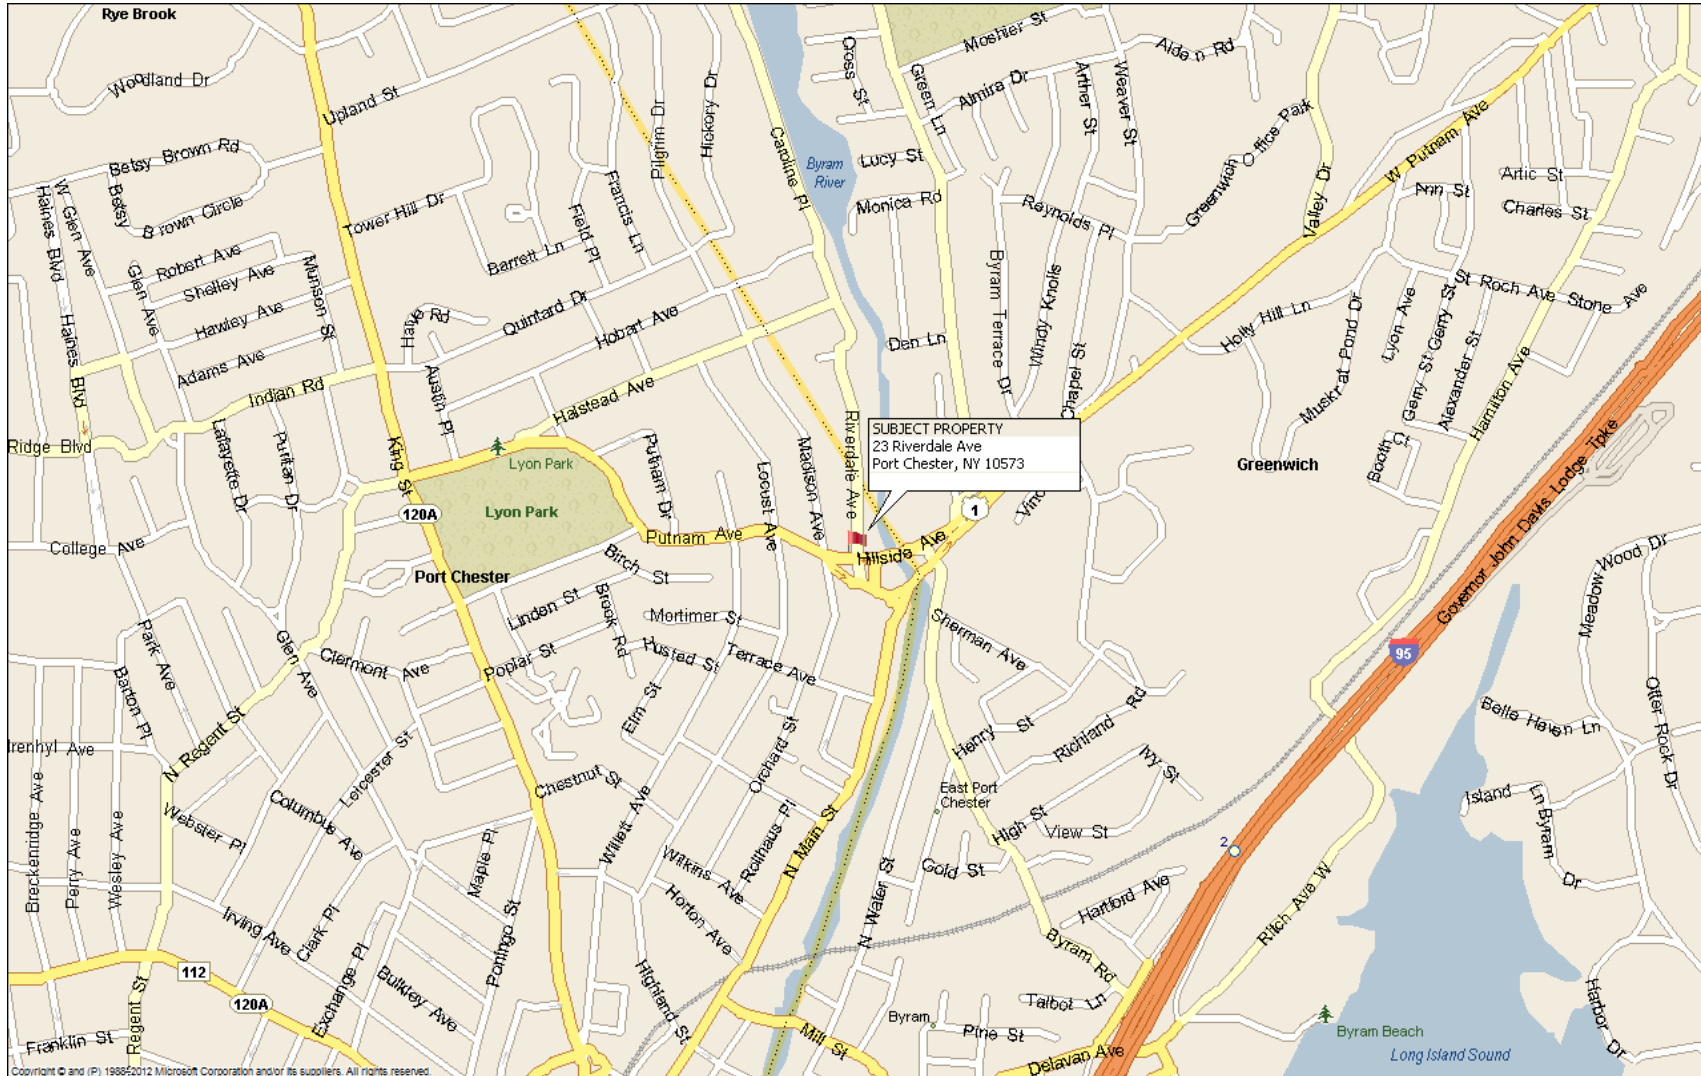 Rye Brook
Woodland Dr
Upland St
Betsy Brown Rd
Betsy
Brown Circle
W Glen Ave
Haines Blvd
Haines Blvd
Robert Ave
Shelley Ave
Glen Ave
Hawley Ave
Munson St
Adams Ave
Indian Rd
Ridge Blvd
Tower Hill Dr
Barrett Ln
Field Pl
Francis Ln
Pilgrim Dr
Hickory Dr
Quintard Dr
Hobart Ave
Halstead Ave
Austin Pl
King St
Lafayette Dr
Puritan Dr
College Ave
120A
Lyon Park
Lyon Park
Port Chester
Putnam Dr
Putnam Ave
Locust Ave
Madison Ave
Riverdale Ave
Caroline Pl
Byram
River
Cross St
Green Ln
Moshier St
Almira Dr
Arther St
Weaver St
Alden Rd
Lucy St
Monica Rd
Reynolds Pl
Greenwich Office Park
Valley Dr
W Putnam Ave
Ann St
Artic St
Charles St
St Roch Ave
Stone Ave
Byram Terrace Dr
Windy Knolls
Chapel St
Den Ln
Holly Hill Ln
Muskrat Pond Dr
Lyon Ave
Gerry St
Gerry St
Alexander St
Hamilton Ave
Booth Ct
SUBJECT PROPERTY
23 Riverdale Ave
Port Chester, NY 10573
Greenwich
1
Hillside Ave
Governor John Davis Lodge Tpke
95
Meadow Wood Dr
Otter Rock Dr
Belle Haven Ln
Island Ln
Byram Dr
Harbor Dr
Birch St
Linden St
Brook Rd
Mortimer St
Husted St
Terrace Ave
Poplar St
Clermont Ave
Glen Ave
Park Ave
Barton Pl
N Regent St
Elm St
Orchard St
Sherman Ave
Henry St
Richland Rd
Ivy St
East Port
Chester
High St
View St
Gold St
2
Hartford Ave
Ritch Ave W
Byram Rd
Talbot Ln
Byram
Pine St
Delavan Ave
Byram Beach
Long Island Sound
Leicester St
Columbus Ave
Webster Pl
Breckenridge Ave
Perry Ave
Wesley Ave
Chestnut St
Willett Ave
Wilkins Ave
Rollhaus Pl
N Main St
N Water St
Maple Pl
Horton Ave
Highland St
Mill St
Irving Ave
Clark Pl
Exchange Pl
Bulkley Ave
Poningo St
112
120A
Regent St
Franklin St
Copyright © and (P) 1988-2012 Microsoft Corporation and/or its suppliers. All rights reserved.